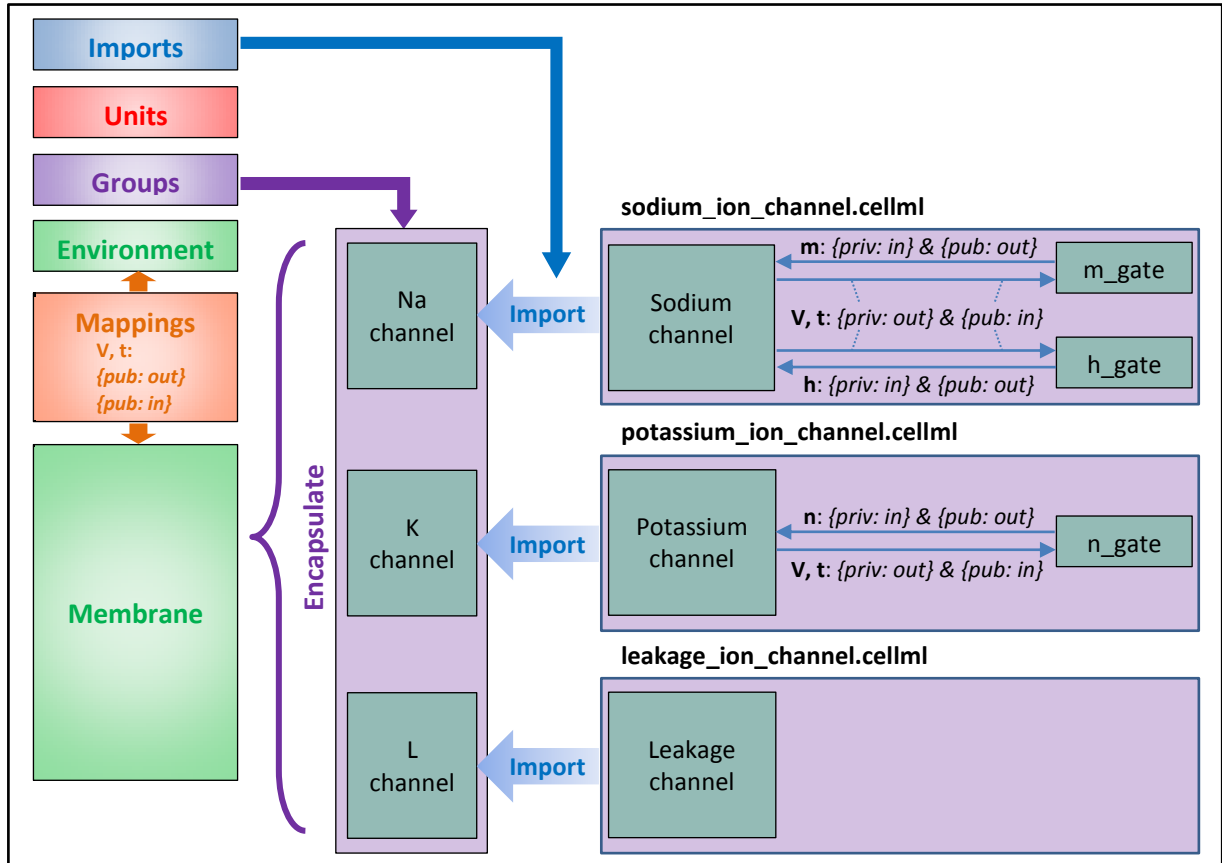 Imports
Units
Groups
Environment
Mappings
V, t:
{pub: out}
{pub: in}
Membrane
Encapsulate
Na
channel
K
channel
L
channel
Import
Import
Import
sodium_ion_channel.cellml
Sodium
channel
m: {priv: in} & {pub: out}
V, t: {priv: out} & {pub: in}
h: {priv: in} & {pub: out}
m_gate
h_gate
potassium_ion_channel.cellml
Potassium
channel
n: {priv: in} & {pub: out}
V, t: {priv: out} & {pub: in}
n_gate
leakage_ion_channel.cellml
Leakage
channel